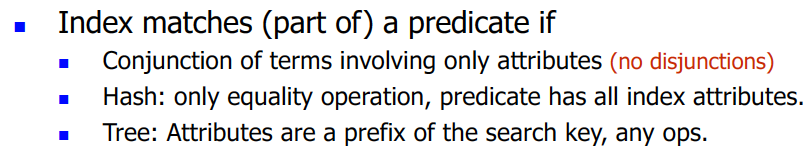 Index matches (part of) a predicate if
Conjunction of terms involving only attributes (no disjunctions)
Hash: only equality operation, predicate has all index attributes.
Tree: Attributes are a prefix of the search key, any ops.